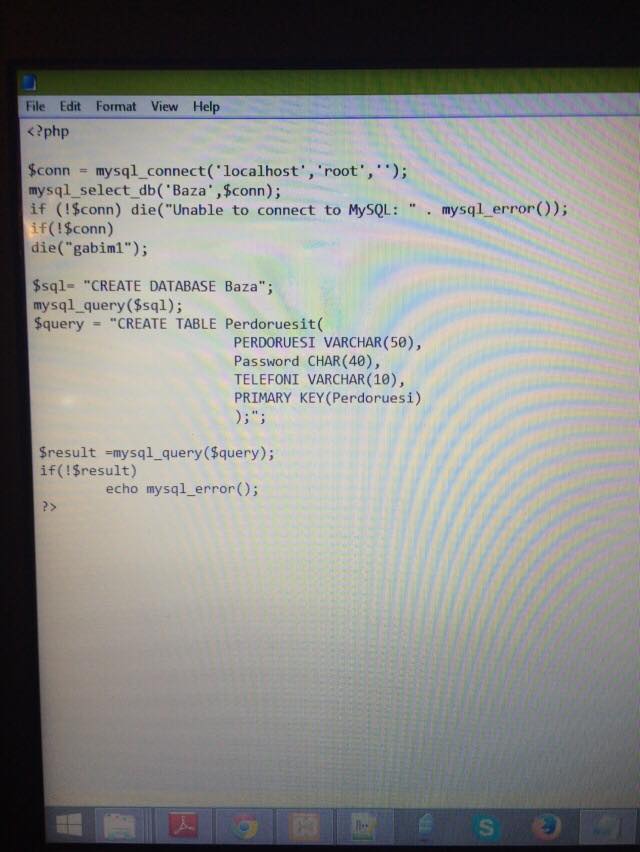 File Edit Format View Help
<?php
$conn = mysql_connect('localhost','root','');
mysql_select_db('Baza',$conn);
if (!$conn) die("Unable to connect to MySQL: " . mysql_error());
if(!$conn)
die("gabim1");
$sql= "CREATE DATABASE Baza";
mysql_query($sql);
$query = "CREATE TABLE Perdoruesit(
PERDORUESI VARCHAR(50),
Password CHAR(40),
TELEFONI VARCHAR(10),
PRIMARY KEY(Perdoruesi)
);";
$result =mysql_query($query);
if(!$result)
echo mysql_error();
?>